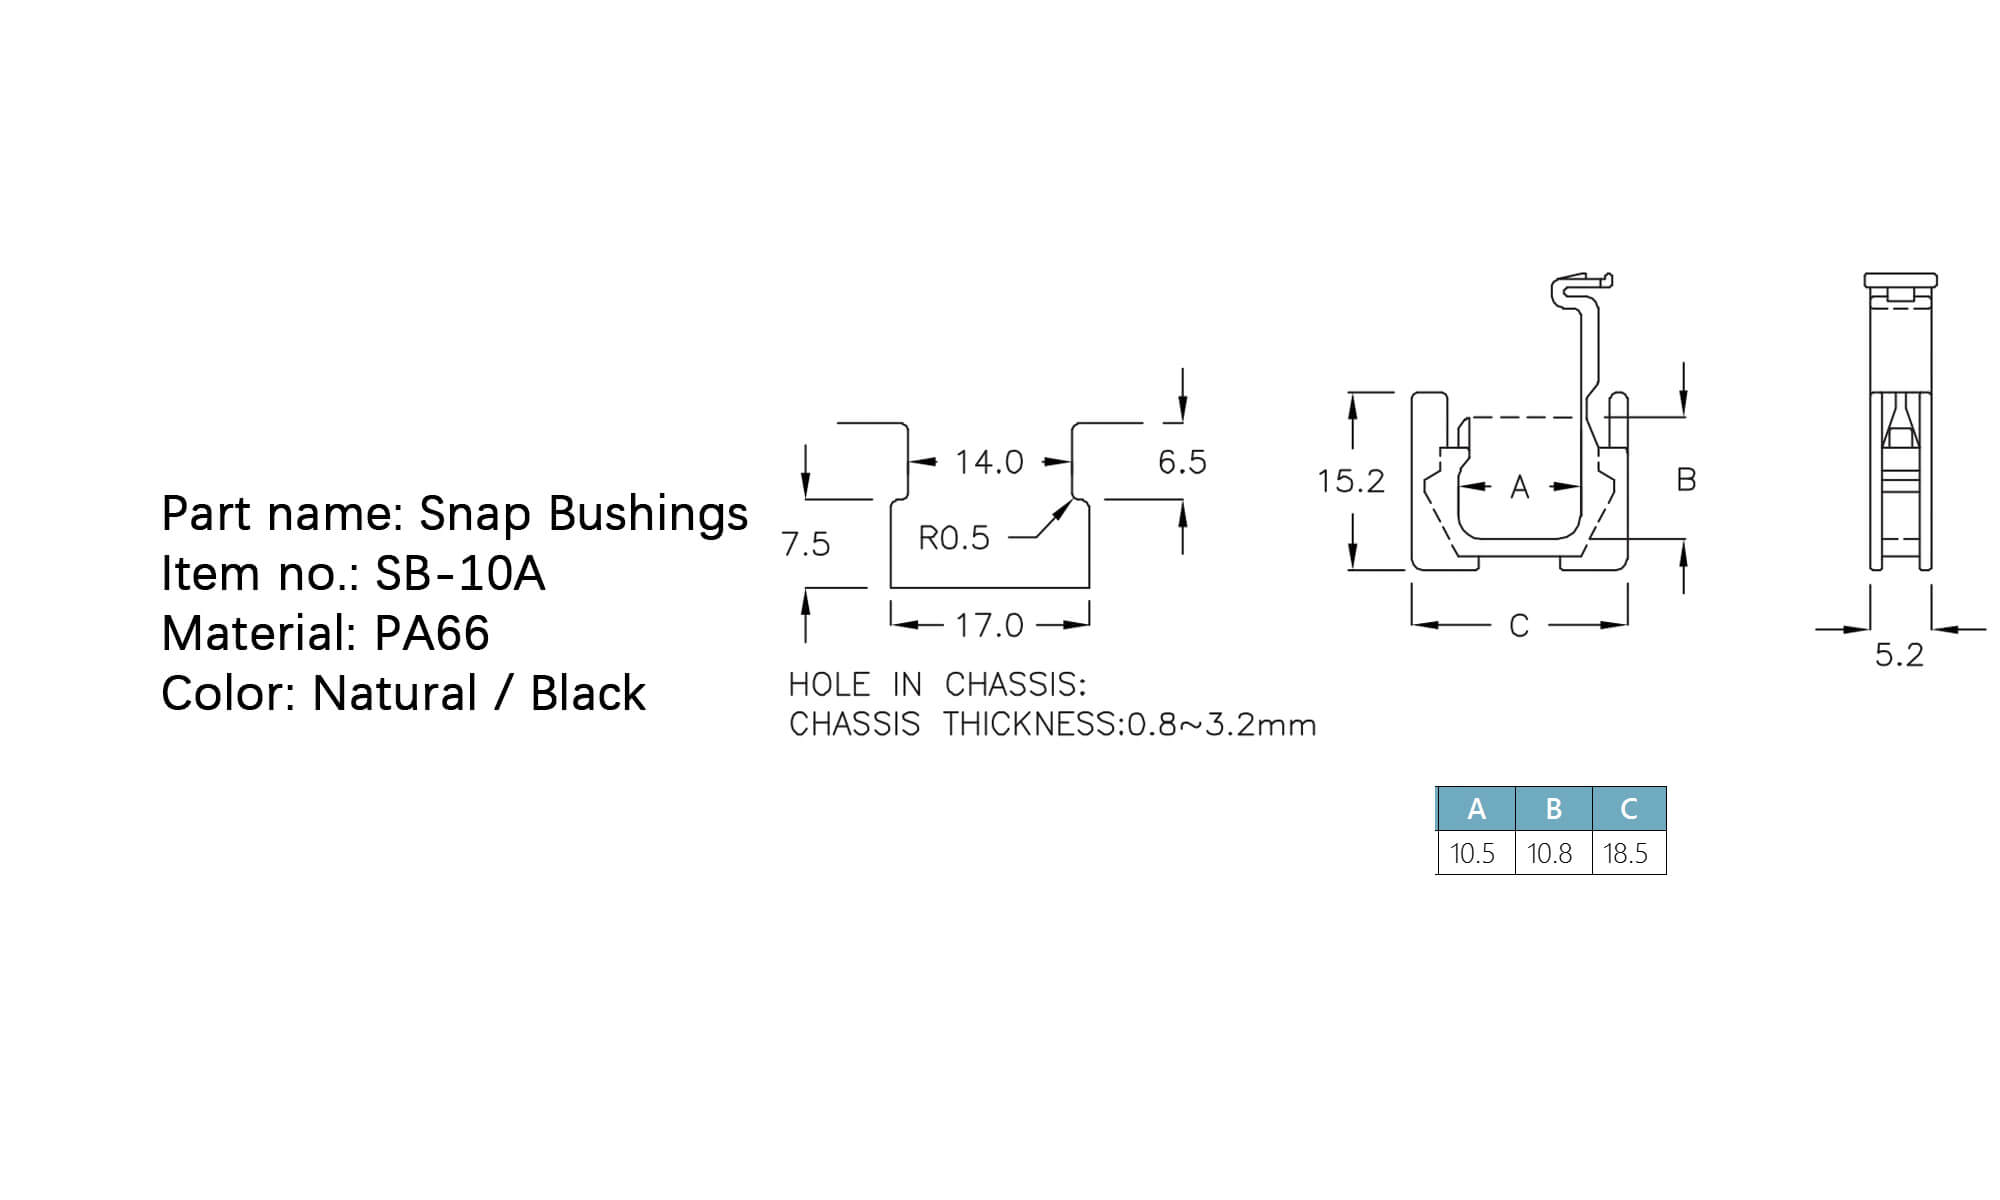 Part name: Snap Bushings
Item no.: SB-10A
Material: PA66
Color: Natural / Black
14.0
6.5
7.5
R0.5
17.0
HOLE IN CHASSIS:
CHASSIS THICKNESS:0.8~3.2mm
15.2
A
B
C
5.2
A B C
10.5 10.8 18.5